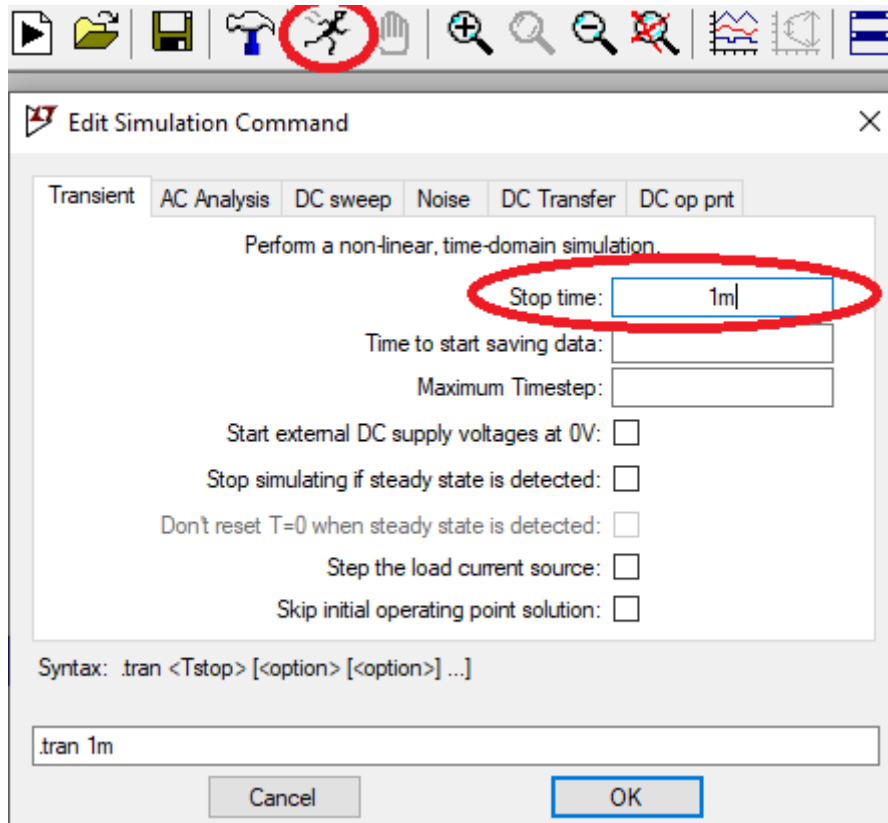 Edit Simulation Command
Transient AC Analysis DC sweep Noise DC Transfer DC op pnt
Perform a non-linear, time-domain simulation.
Stop time: 1m
Time to start saving data:
Maximum Timestep:
Start external DC supply voltages at 0V:
Stop simulating if steady state is detected:
Don't reset T=0 when steady state is detected:
Step the load current source:
Skip initial operating point solution:
Syntax: .tran <Tstop> [<option> [<option>] ...]
.tran 1m
Cancel OK